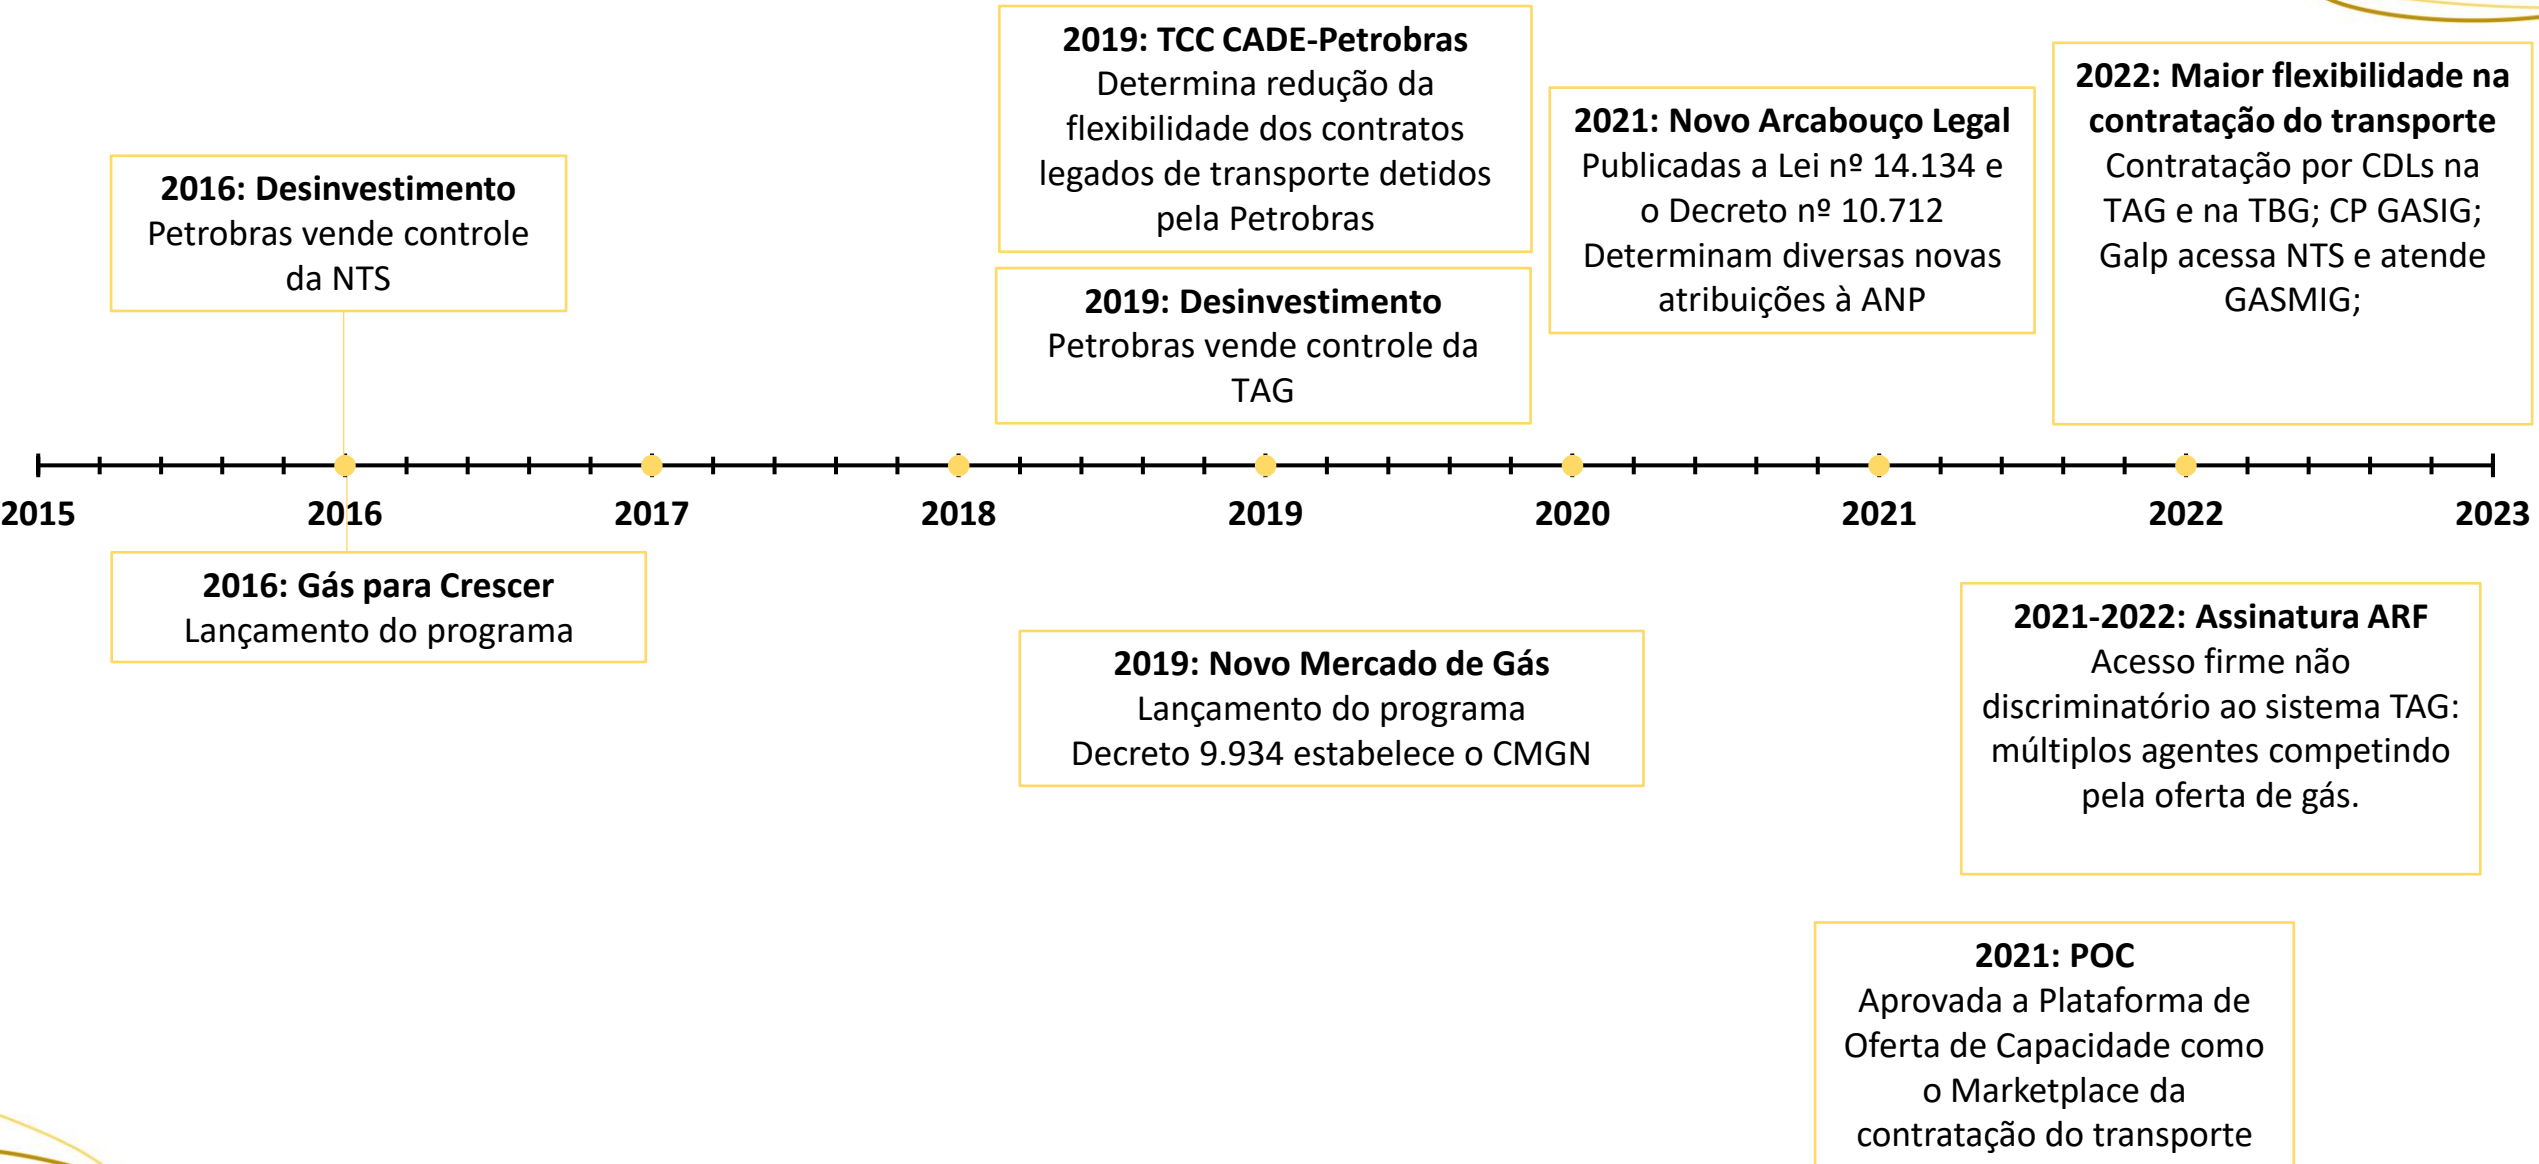 2016: Desinvestimento
Petrobras vende controle
da NTS
2019: TCC CADE-Petrobras
Determina redução da
flexibilidade dos contratos
legados de transporte detidos
pela Petrobras
2019: Desinvestimento
Petrobras vende controle da
TAG
2021: Novo Arcabouço Legal
Publicadas a Lei nº 14.134 e
o Decreto nº 10.712
Determinam diversas novas
atribuições à ANP
2022: Maior flexibilidade na
contratação do transporte
Contratação por CDLs na
TAG e na TBG; CP GASIG;
Galp acessa NTS e atende
GASMIG;
2015 2016 2017 2018 2019 2020 2021 2022 2023
2016: Gás para Crescer
Lançamento do programa
2019: Novo Mercado de Gás
Lançamento do programa
Decreto 9.934 estabelece o CMGN
2021-2022: Assinatura ARF
Acesso firme não
discriminatório ao sistema TAG:
múltiplos agentes competindo
pela oferta de gás.
2021: POC
Aprovada a Plataforma de
Oferta de Capacidade como
o Marketplace da
contratação do transporte